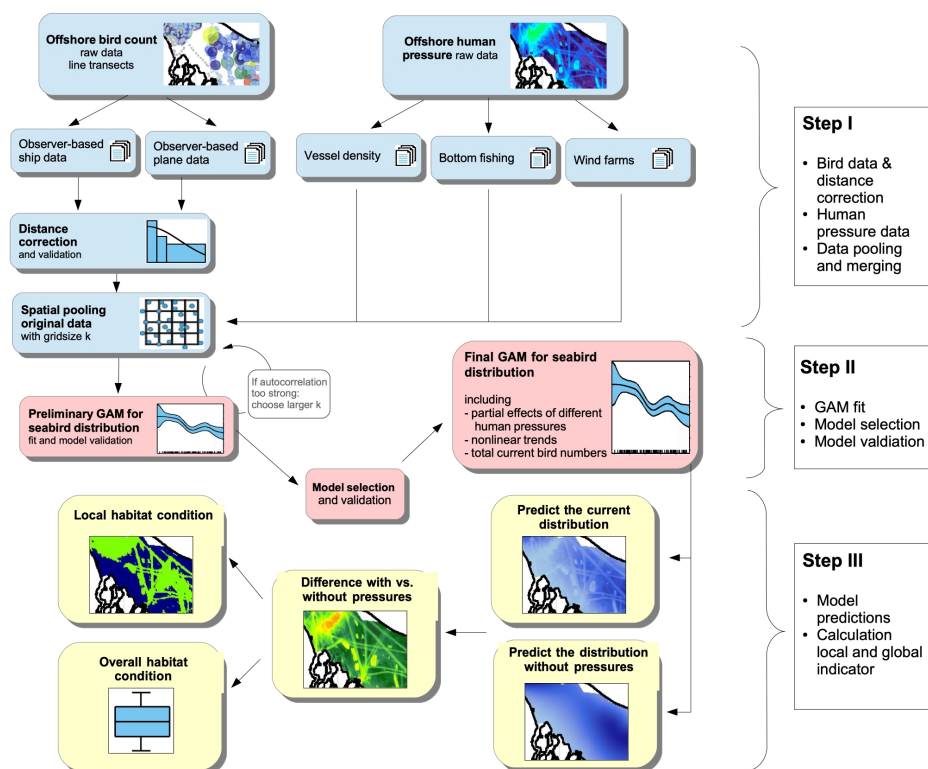 Offshore bird count
raw data
line transects
Offshore human
pressure raw data
Observer-based
ship data
Observer-based
plane data
Vessel density
Bottom fishing
Wind farms
Distance
correction
and validation
Spatial pooling
original data
with gridsize k
If autocorrelation
too strong:
choose larger k
Preliminary GAM for
seabird distribution
fit and model validation
Model selection
and validation
Final GAM for seabird
distribution
including
- partial effects of different
human pressures
- nonlinear trends
- total current bird numbers
Local habitat condition
Predict the current
distribution
Difference with vs.
without pressures
Overall habitat
condition
Predict the distribution
without pressures
Step I
• Bird data &
distance
correction
• Human
pressure data
• Data pooling
and merging
Step II
• GAM fit
• Model selection
• Model valdiation
Step III
• Model
predictions
• Calculation
local and global
indicator